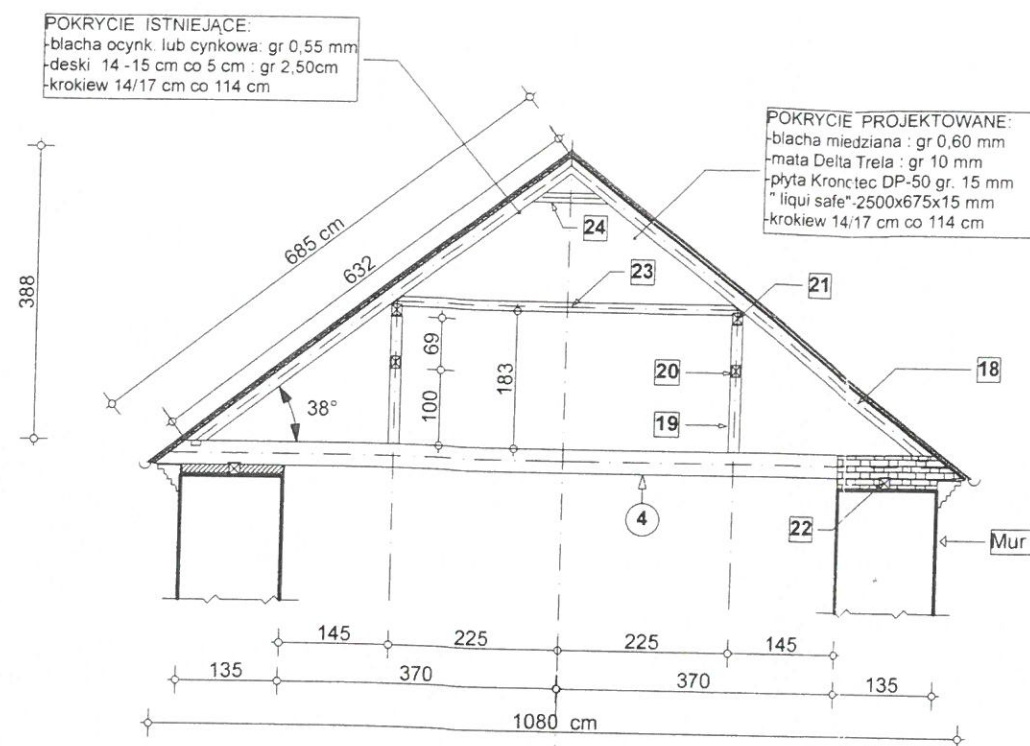 POKRYCIE ISTNIEJĄCE:
-blacha ocynk. lub cynkowa: gr 0,55 mm
-deski 14 -15 cm co 5 cm : gr 2,50cm
-krokiew 14/17 cm co 114 cm
POKRYCIE PROJEKTOWANE:
-blacha miedziana : gr 0,60 mm
-mata Delta Trela : gr 10 mm
-płyta Kronotec DP-50 gr. 15 mm
" liqui safe"-2500x675x15 mm
-krokiew 14/17 cm co 114 cm
388
685 cm
632
24
23
21
69
20
183
18
100
38°
19
4
22
Mur
145
225
225
145
135
370
370
135
1080 cm